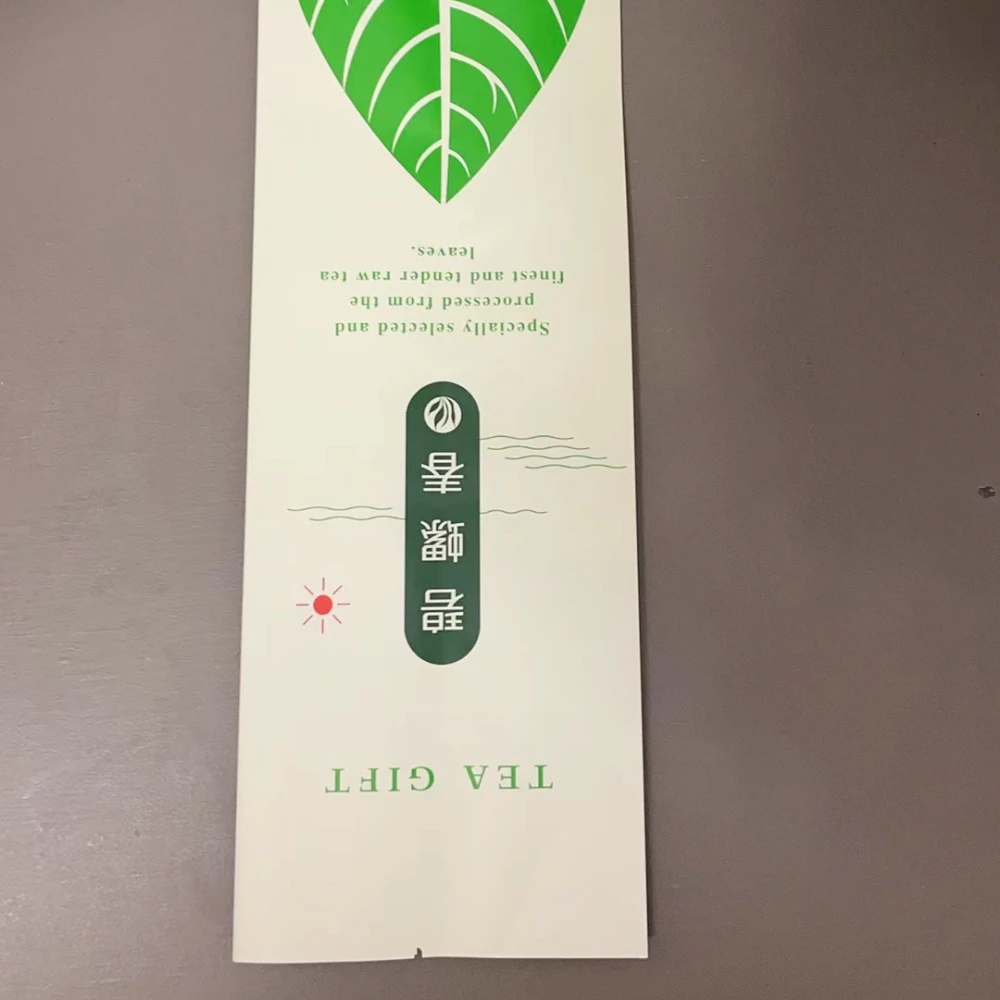 TEA GIFT
碧螺春
Specially selected and
processed from the
finest and tender raw tea
leaves.